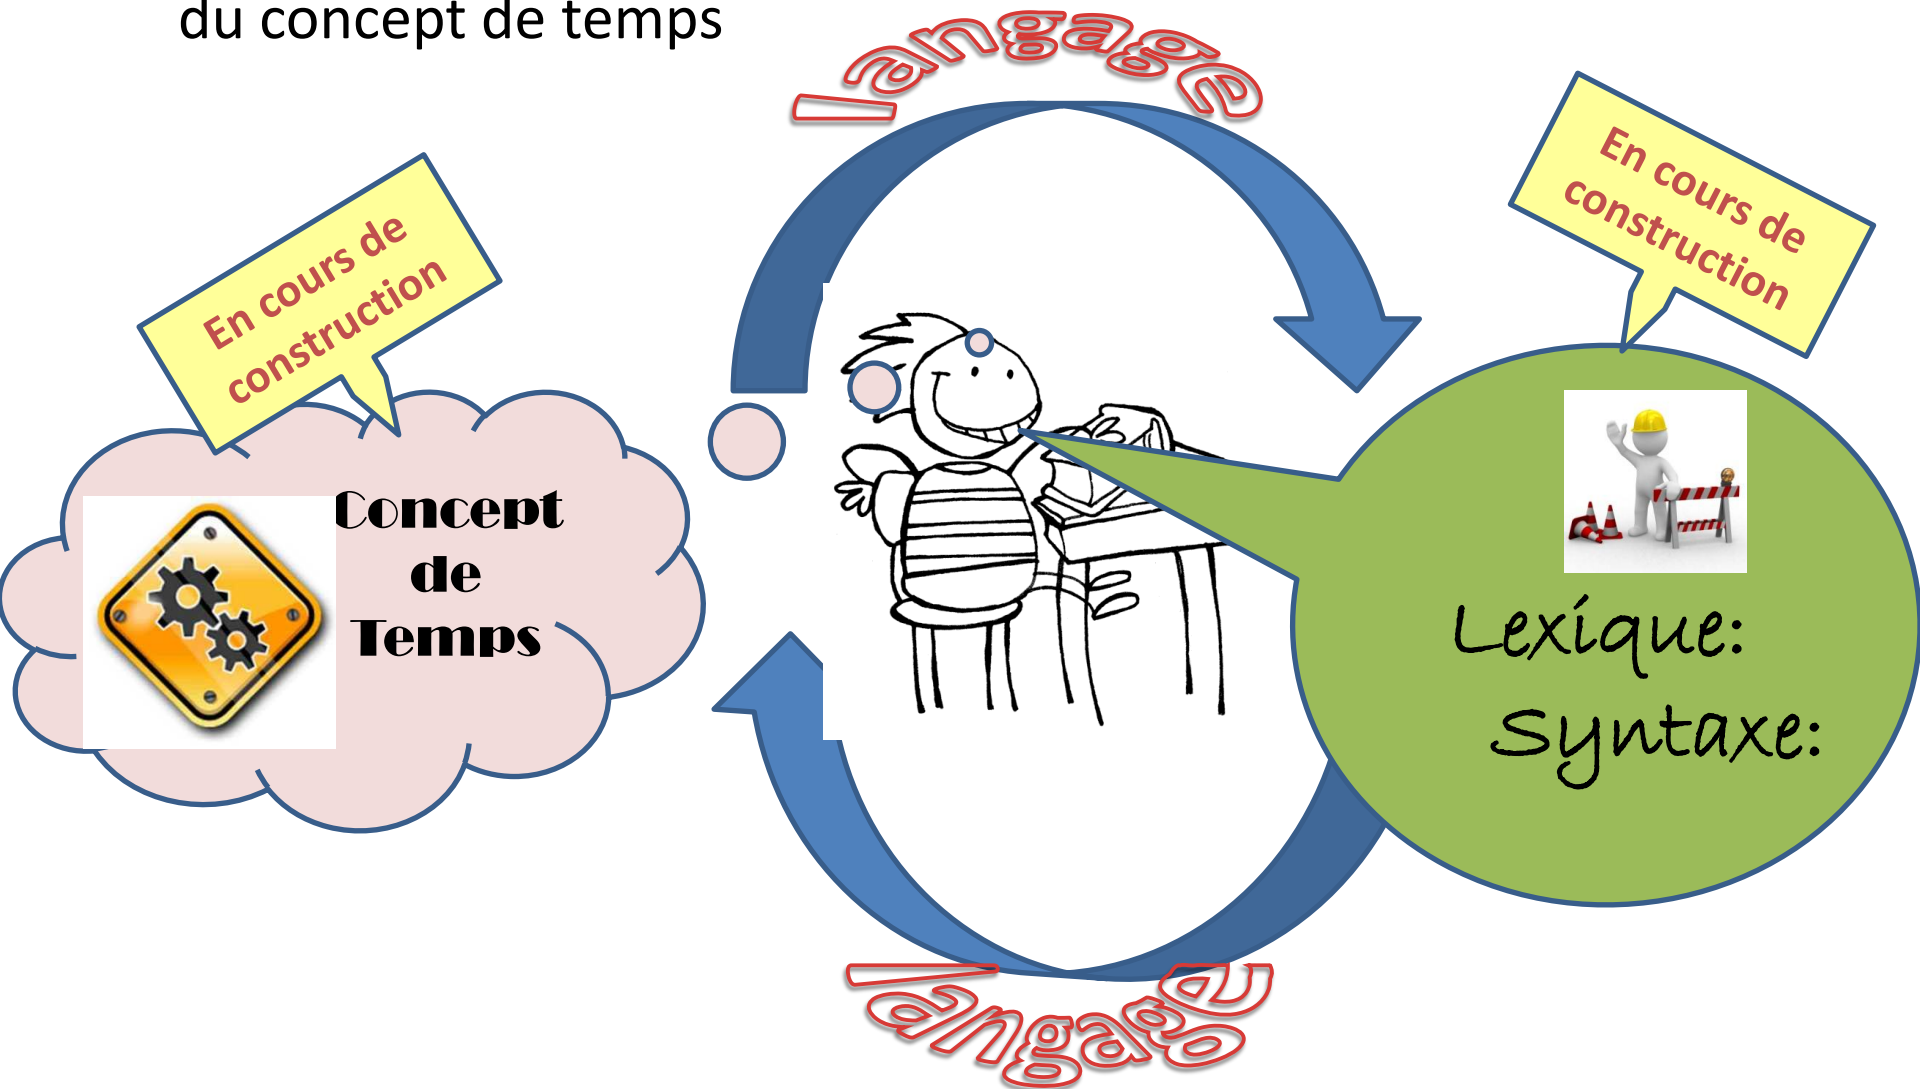 du concept de temps
langage
En cours de
construction
En cours de
construction
Concept
de
Temps
Lexique:
Syntaxe:
langage